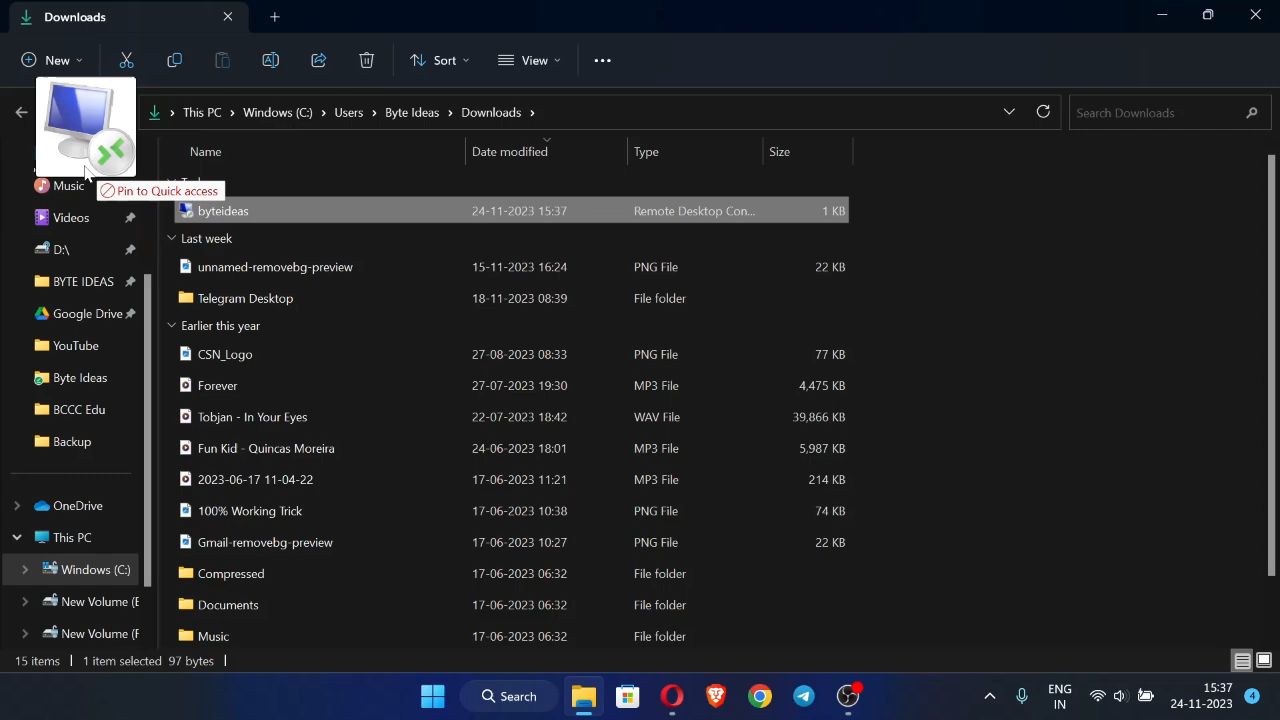 Downloads
New
Sort
View
This PC
Windows (C:)
Users
Byte Ideas
Downloads
Search Downloads
Name
Date modified
Type
Size
Music
Pin to Quick access
Videos
D:\
BYTE IDEAS
Google Drive
YouTube
Byte Ideas
BCCC Edu
Backup
OneDrive
This PC
Windows (C:)
New Volume (E
New Volume (F
byteideas 24-11-2023 15:37 Remote Desktop Con... 1 KB
Last week
unnamed-removebg-preview 15-11-2023 16:24 PNG File 22 KB
Telegram Desktop 18-11-2023 08:39 File folder
Earlier this year
CSN_Logo 27-08-2023 08:33 PNG File 77 KB
Forever 27-07-2023 19:30 MP3 File 4,475 KB
Tobjan - In Your Eyes 22-07-2023 18:42 WAV File 39,866 KB
Fun Kid - Quincas Moreira 24-06-2023 18:01 MP3 File 5,987 KB
2023-06-17 11-04-22 17-06-2023 11:21 MP3 File 214 KB
100% Working Trick 17-06-2023 10:38 PNG File 74 KB
Gmail-removebg-preview 17-06-2023 10:27 PNG File 22 KB
Compressed 17-06-2023 06:32 File folder
Documents 17-06-2023 06:32 File folder
Music 17-06-2023 06:32 File folder
15 items 1 item selected 97 bytes
Search
ENG
IN
15:37
24-11-2023
4